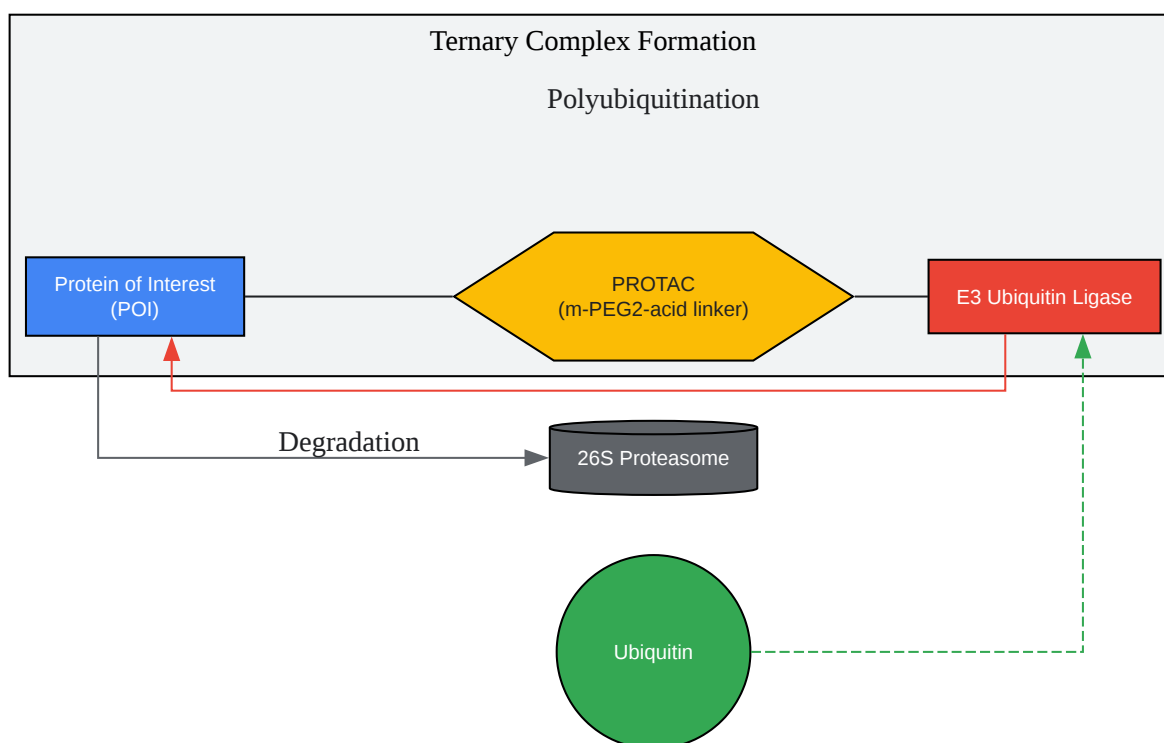 Ternary Complex Formation
Polyubiquitination
Protein of Interest
(POI)
PROTAC
(m-PEG2-acid linker)
E3 Ubiquitin Ligase
Degradation
26S Proteasome
Ubiquitin